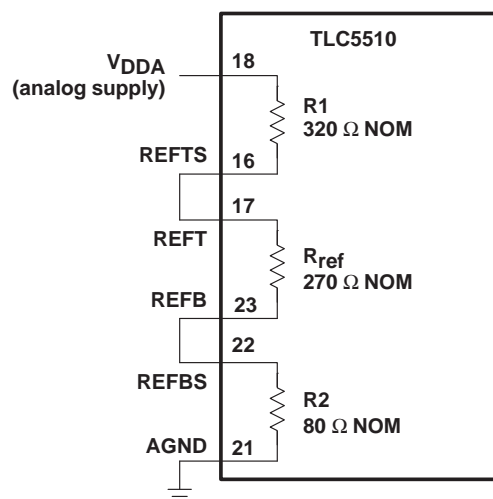 TLC5510
VDDA
(analog supply)
18
R1
320 Ω NOM
REFTS
16
17
REFT
Rref
270 Ω NOM
REFB
23
22
REFBS
R2
80 Ω NOM
AGND
21